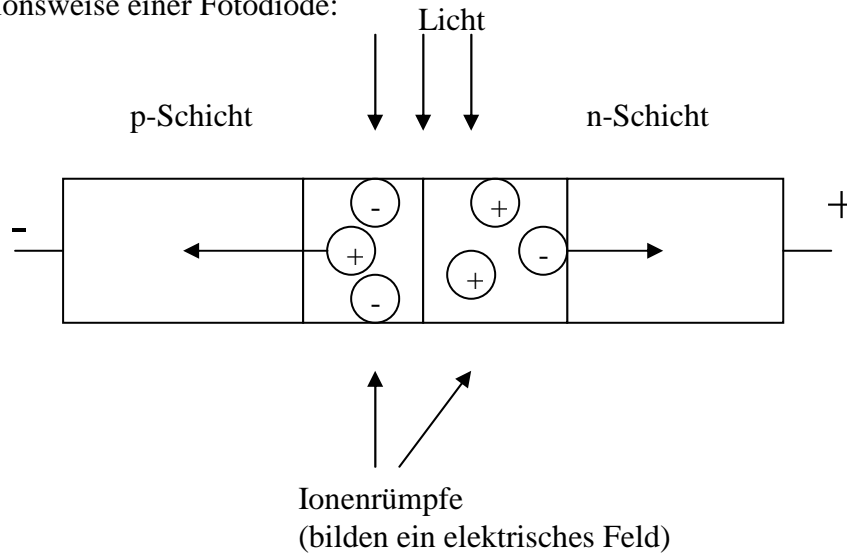 onsweise einer Fotodiode:
Licht
p-Schicht n-Schicht
- +
- +
+ -
+
-
Ionenrümpfe
(bilden ein elektrisches Feld)